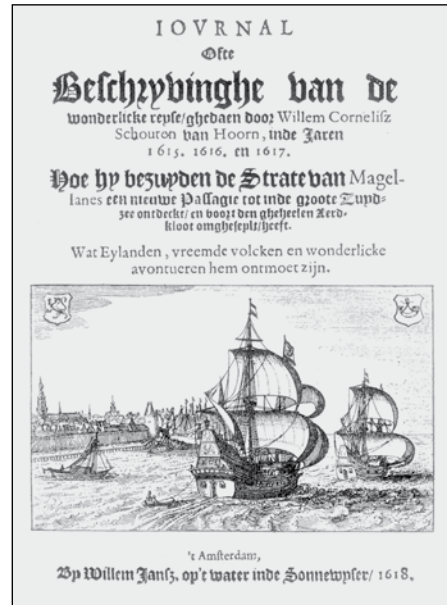 IOVRNAL
Ofte
Beschryvinghe van de
wonderlicke reyse/ghedaen door Willem Cornelisz
Schouten van Hoorn, inde Jaren
1615. 1616. en 1617.
Hoe hy bezuyden de Strate van Magel-
lanes een nieuwe Passagie tot inde groote Zuyd-
zee ontdeckt/ en voort den gheheelen Aerd-
kloot omgheseylt/heeft.
Wat Eylanden, vreemde volcken en wonderlicke
avontueren hem ontmoet zijn.
't Amsterdam,
By Willem Jansz. op't water inde Sonnewyser/ 1618.